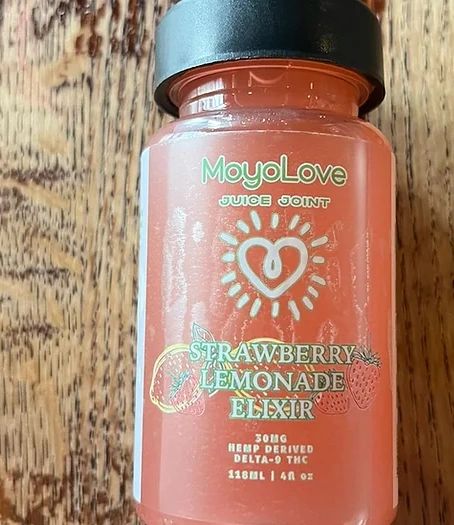 MoyoLove
JUICE JOINT
STRAWBERRY
LEMONADE
ELIXIR
30MG
HEMP DERIVED
DELTA-9 THC
118ML | 4fl oz